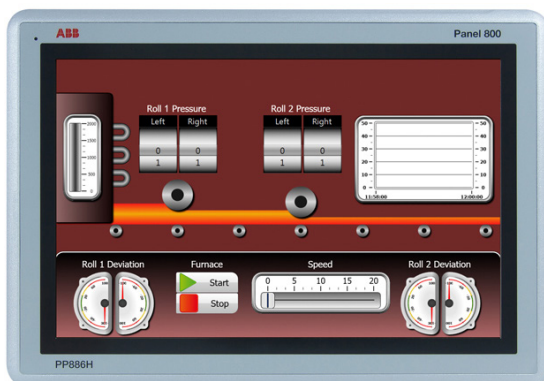 ABB
Panel 800
Roll 1 Pressure
Roll 2 Pressure
Left Right
Left Right
0 0
0 0
1 1
1 1
2000
1500
1000
500
0
50 50
40 40
30 30
20 20
10 10
0 0
11:50:00 12:00:00
Roll 1 Deviation
Furnace
Speed
Roll 2 Deviation
Start
Stop
0 5 10 15 20
PP886H